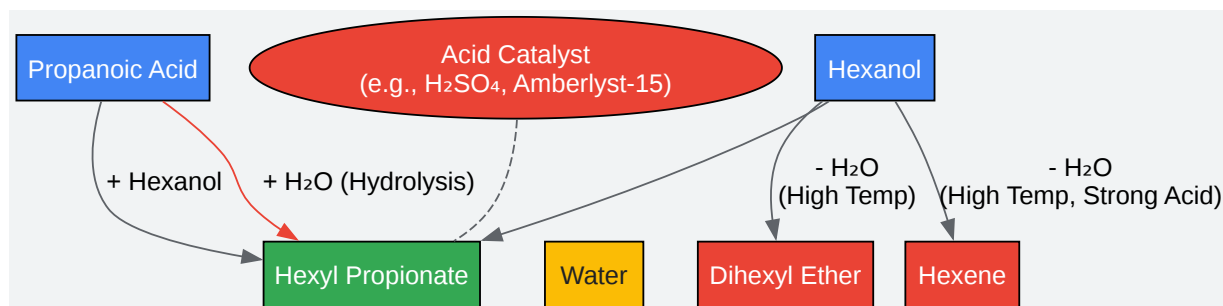 Propanoic Acid
Acid Catalyst
(e.g., H₂SO₄, Amberlyst-15)
Hexanol
+ Hexanol
+ H₂O (Hydrolysis)
- H₂O
(High Temp)
- H₂O
(High Temp, Strong Acid)
Hexyl Propionate
Water
Dihexyl Ether
Hexene